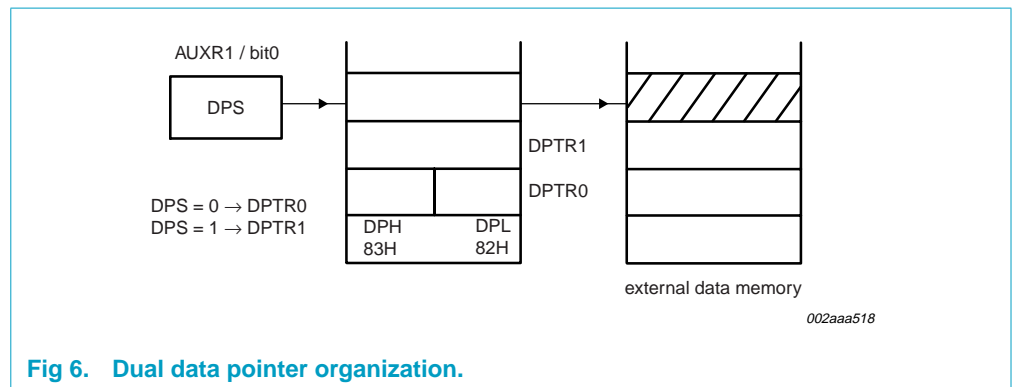 AUXR1 / bit0
DPS
DPTR1
DPTR0
DPS = 0 → DPTR0
DPS = 1 → DPTR1
DPH DPL
83H 82H
external data memory
002aaa518
Fig 6. Dual data pointer organization.